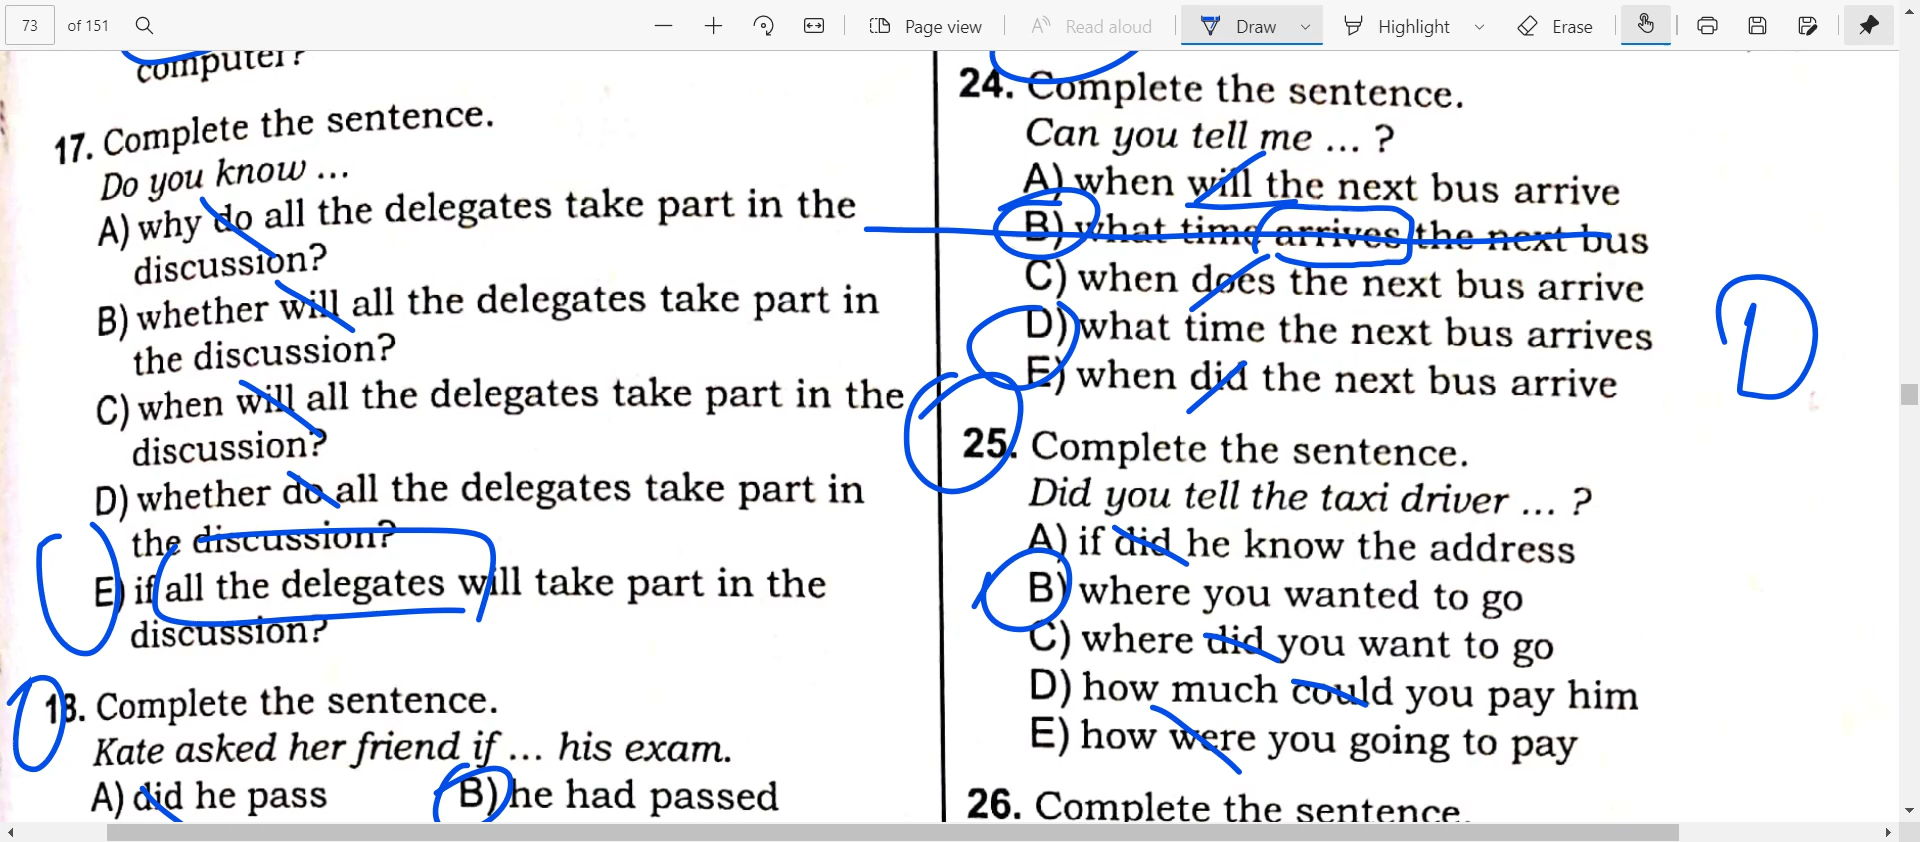 73 of 151 Page view Read aloud Draw Highlight Erase
computer?
17. Complete the sentence.
Do you know ...
A) why do all the delegates take part in the
discussion?
B) whether will all the delegates take part in
the discussion?
C) when will all the delegates take part in the
discussion?
D) whether do all the delegates take part in
the discussion?
E) if all the delegates will take part in the
discussion?
18. Complete the sentence.
Kate asked her friend if ... his exam.
A) did he pass B) he had passed
24. Complete the sentence.
Can you tell me ... ?
A) when will the next bus arrive
B) what time arrives the next bus
C) when does the next bus arrive
D) what time the next bus arrives
E) when did the next bus arrive
D
25. Complete the sentence.
Did you tell the taxi driver ... ?
A) if did he know the address
B) where you wanted to go
C) where did you want to go
D) how much could you pay him
E) how were you going to pay
26. Complete the sentence.